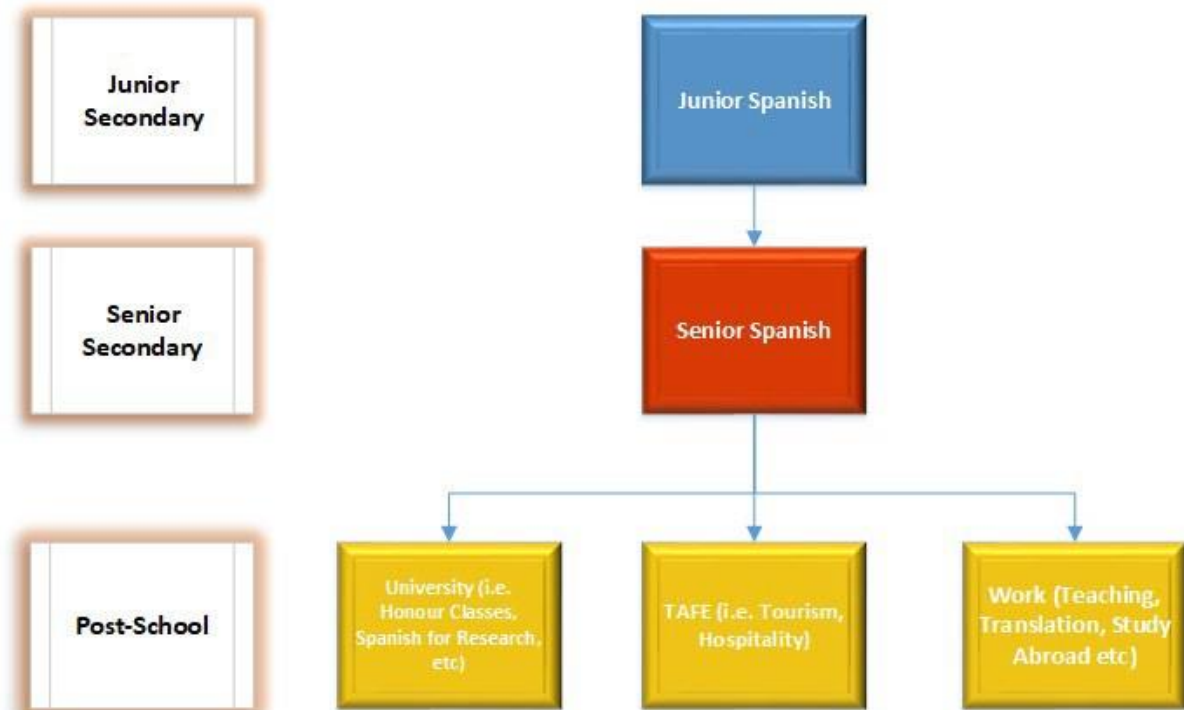 Junior
Secondary
Junior Spanish
Senior
Secondary
Senior Spanish
Post-School
University (i.e.
Honour Classes,
Spanish for Research,
etc)
TAFE (i.e. Tourism,
Hospitality)
Work (Teaching,
Translation, Study
Abroad etc)